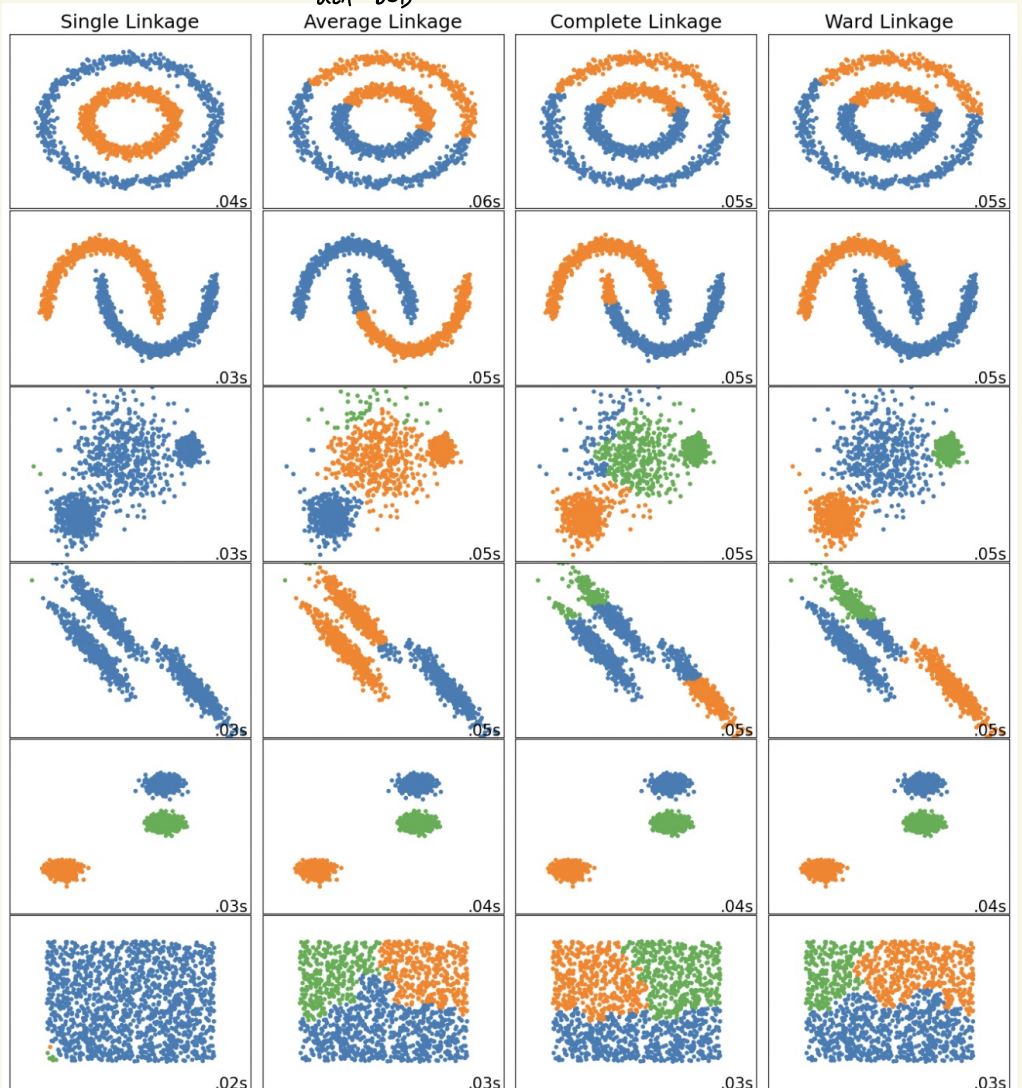 Single Linkage Average Linkage Complete Linkage Ward Linkage
.04s .06s .05s .05s
.03s .05s .05s .05s
.03s .05s .05s .05s
.03s .05s .05s .05s
.03s .04s .04s .04s
.02s .03s .03s .03s